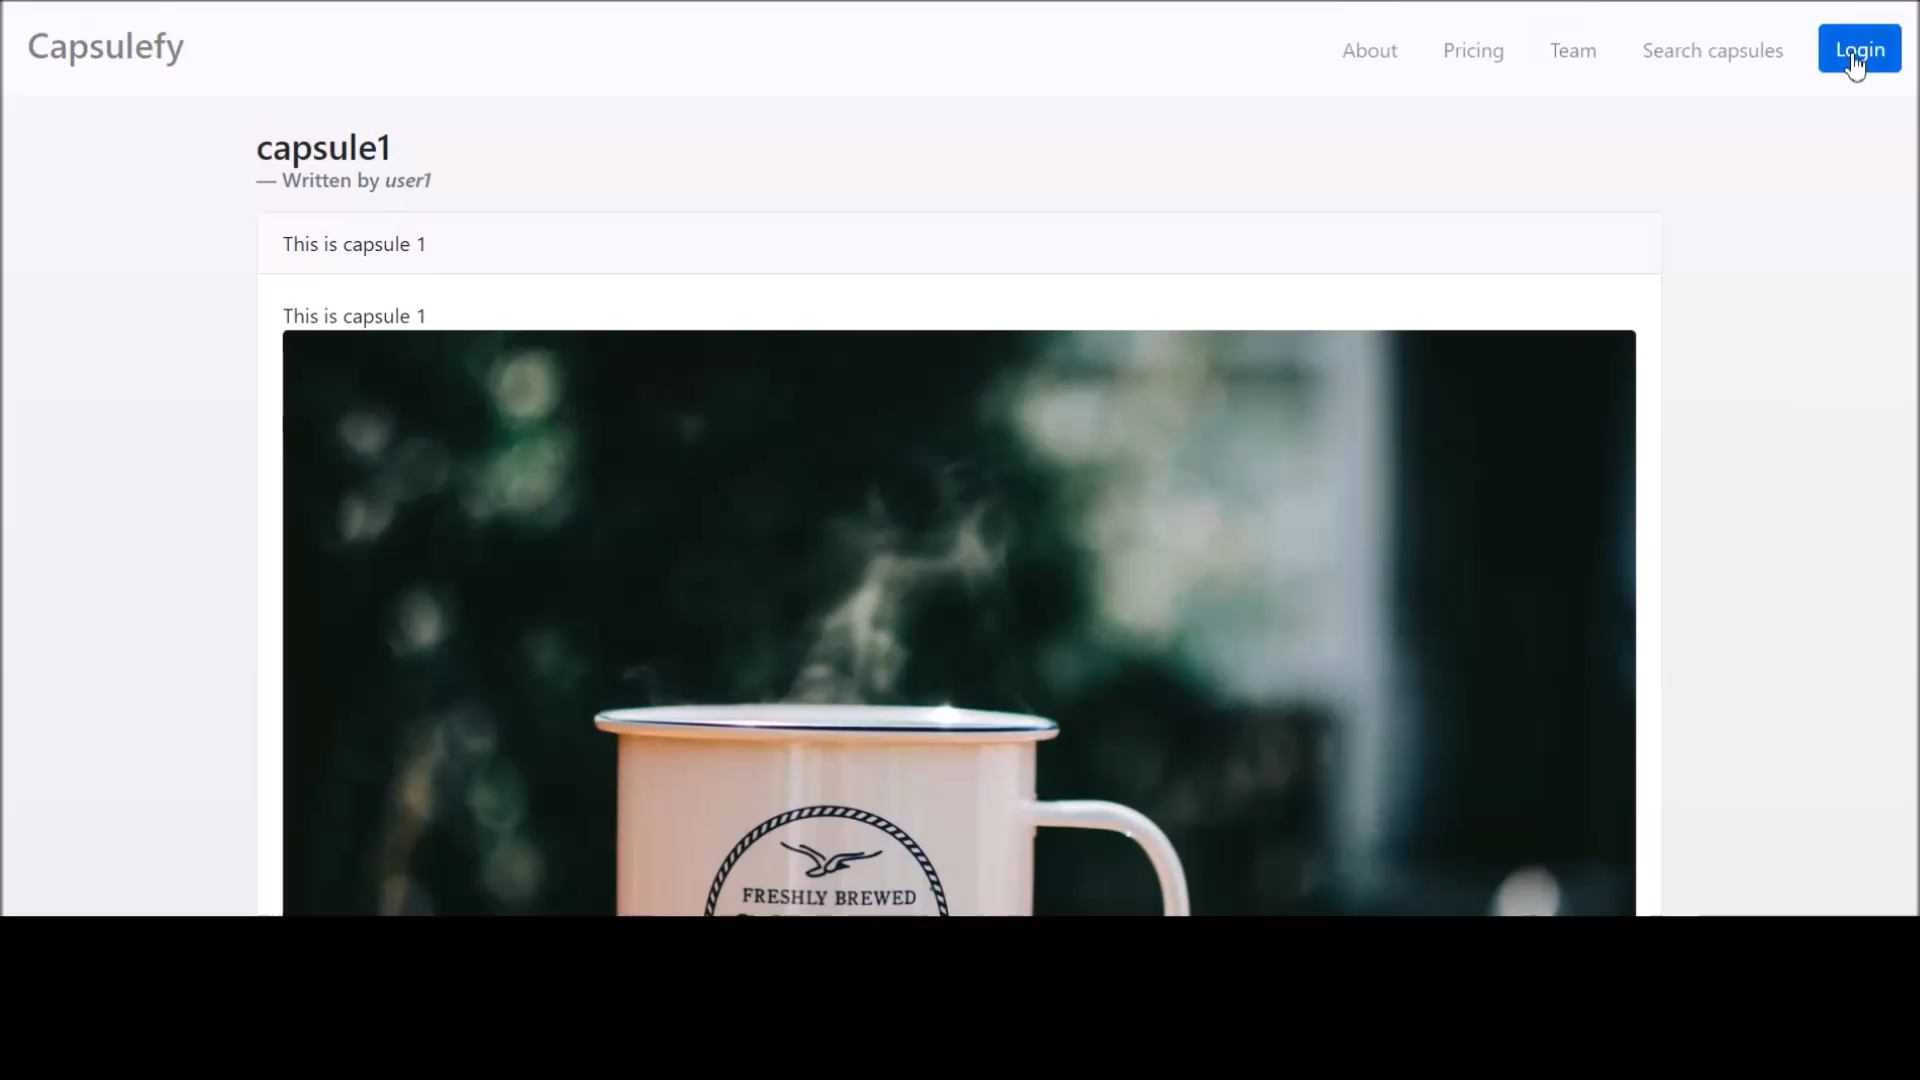 Capsulefy
About
Pricing
Team
Search capsules
Login
capsule1
— Written by user1
This is capsule 1
This is capsule 1
FRESHLY BREWED